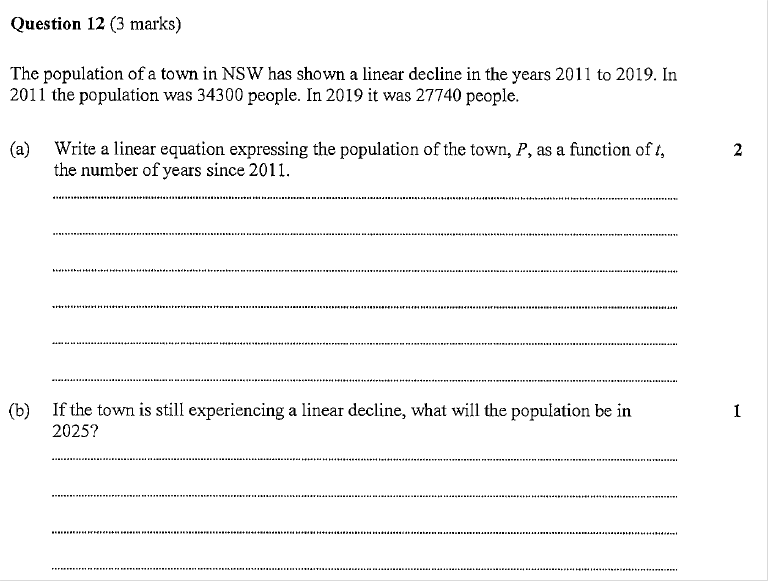 Question 12 (3 marks)
The population of a town in NSW has shown a linear decline in the years 2011 to 2019. In
2011 the population was 34300 people. In 2019 it was 27740 people.
(a) Write a linear equation expressing the population of the town, P, as a function of t, 2
the number of years since 2011.
(b) If the town is still experiencing a linear decline, what will the population be in 1
2025?